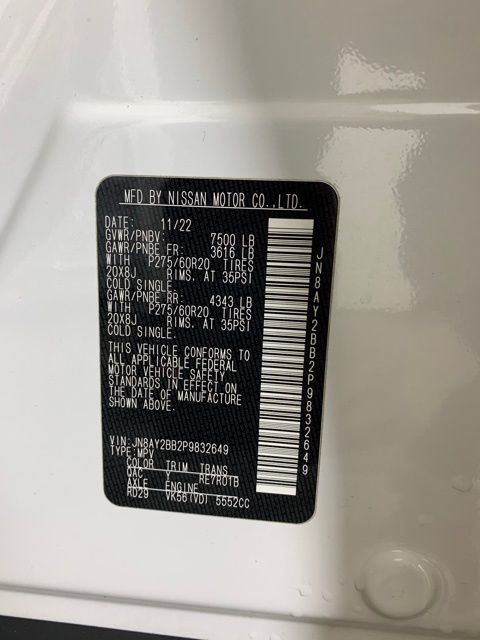 MFD BY NISSAN MOTOR CO.,LTD.
DATE: 11/22
GVWR/PNBV: 7500 LB
GAWR/PNBE FR: 3616 LB
WITH P275/60R20 TIRES
20X8J RIMS. AT 35PSI
COLD SINGLE.
GAWR/PNBE RR: 4343 LB
WITH P275/60R20 TIRES
20X8J RIMS. AT 35PSI
COLD SINGLE.
THIS VEHICLE CONFORMS TO
ALL APPLICABLE FEDERAL
MOTOR VEHICLE SAFETY
STANDARDS IN EFFECT ON
THE DATE OF MANUFACTURE
SHOWN ABOVE.
VIN: JN8AY2BB2P9832649
TYPE: MPV
COLOR TRIM TRANS
QAC Y RE7R01B
AXLE ENGINE
RD29 VK56(VD) 5552CC
JN8AY2BB2P9832649